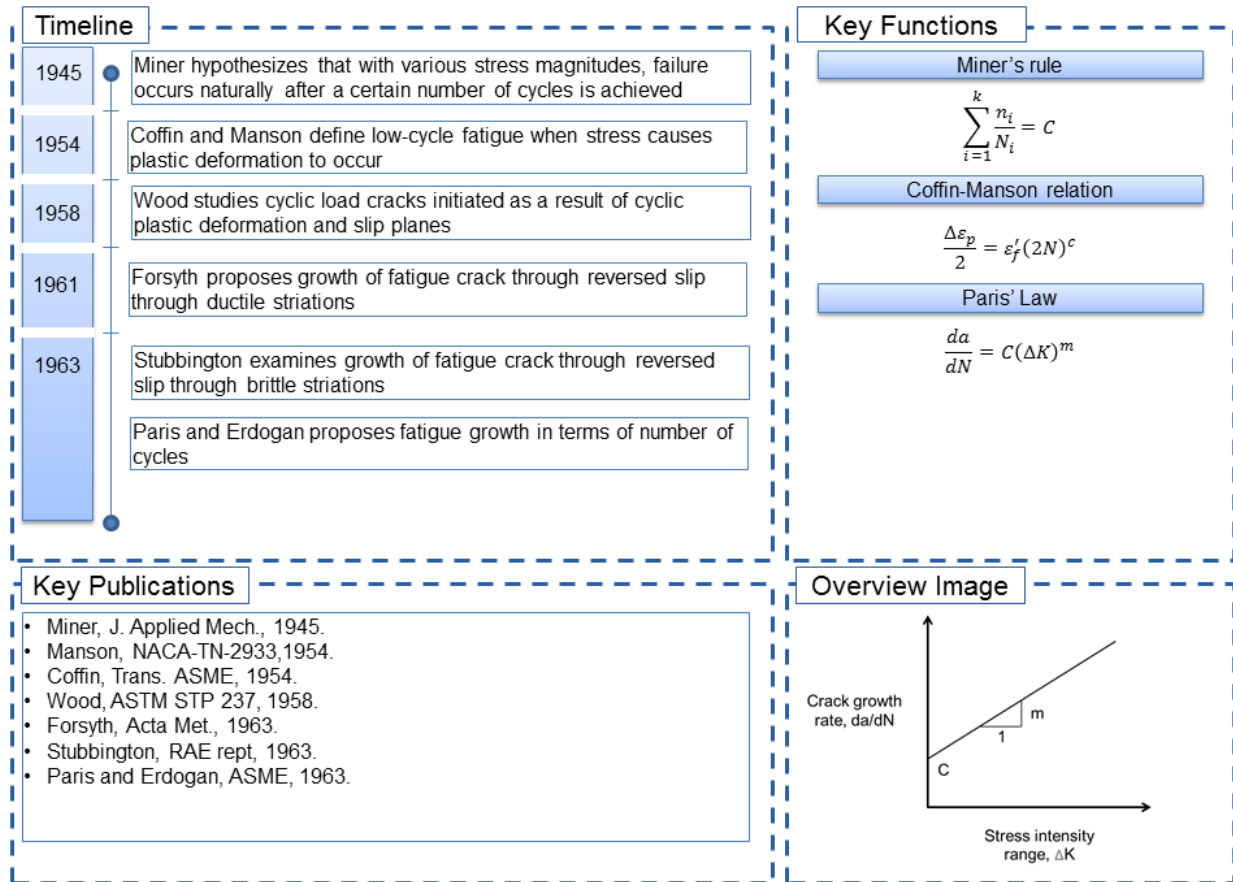 Timeline
1945
Miner hypothesizes that with various stress magnitudes, failure
occurs naturally after a certain number of cycles is achieved
1954
Coffin and Manson define low-cycle fatigue when stress causes
plastic deformation to occur
1958
Wood studies cyclic load cracks initiated as a result of cyclic
plastic deformation and slip planes
1961
Forsyth proposes growth of fatigue crack through reversed slip
through ductile striations
1963
Stubbington examines growth of fatigue crack through reversed
slip through brittle striations
Paris and Erdogan proposes fatigue growth in terms of number of
cycles
Key Functions
Miner's rule
∑_{i=1}^{k} n_i/N_i = C
Coffin-Manson relation
Δε_p/2 = ε′_f(2N)^c
Paris' Law
da/dN = C(ΔK)^m
Key Publications
• Miner, J. Applied Mech., 1945.
• Manson, NACA-TN-2933,1954.
• Coffin, Trans. ASME, 1954.
• Wood, ASTM STP 237, 1958.
• Forsyth, Acta Met., 1963.
• Stubbington, RAE rept, 1963.
• Paris and Erdogan, ASME, 1963.
Overview Image
Crack growth
rate, da/dN
m
1
C
Stress intensity
range, ΔK